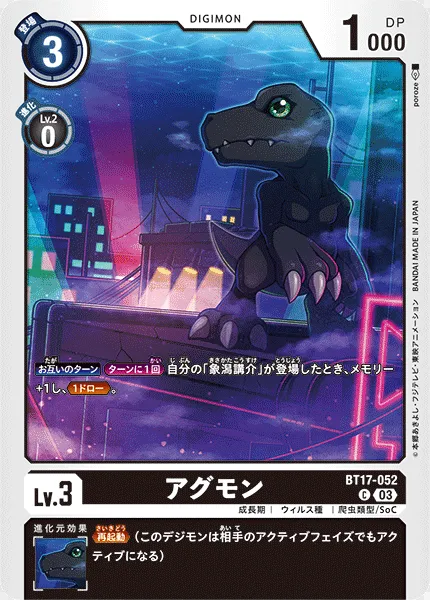 登場
3
DIGIMON
1000
DP
進化
Lv.2
0
poroze
BANDAI MADE IN JAPAN
©本郷あきよし・フジテレビ・東映アニメーション
お互いのターン ターンに1回 自分の「象潟講介」が登場したとき、メモリー
+1し、1ドロー。
BT17-052
Lv.3
アグモン
C 03
成長期 ウィルス種 爬虫類型/SoC
進化元効果
再起動 (このデジモンは相手のアクティブフェイズでもアク
ティブになる)